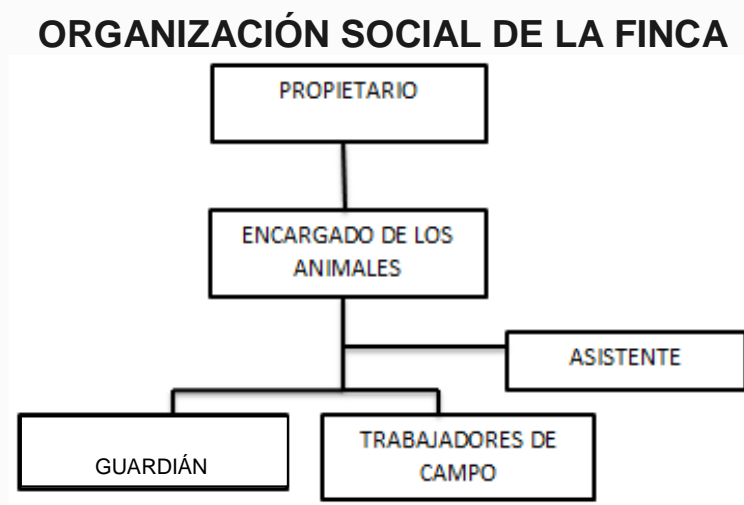 ORGANIZACIÓN SOCIAL DE LA FINCA
PROPIETARIO
ENCARGADO DE LOS
ANIMALES
ASISTENTE
GUARDIÁN
TRABAJADORES DE
CAMPO